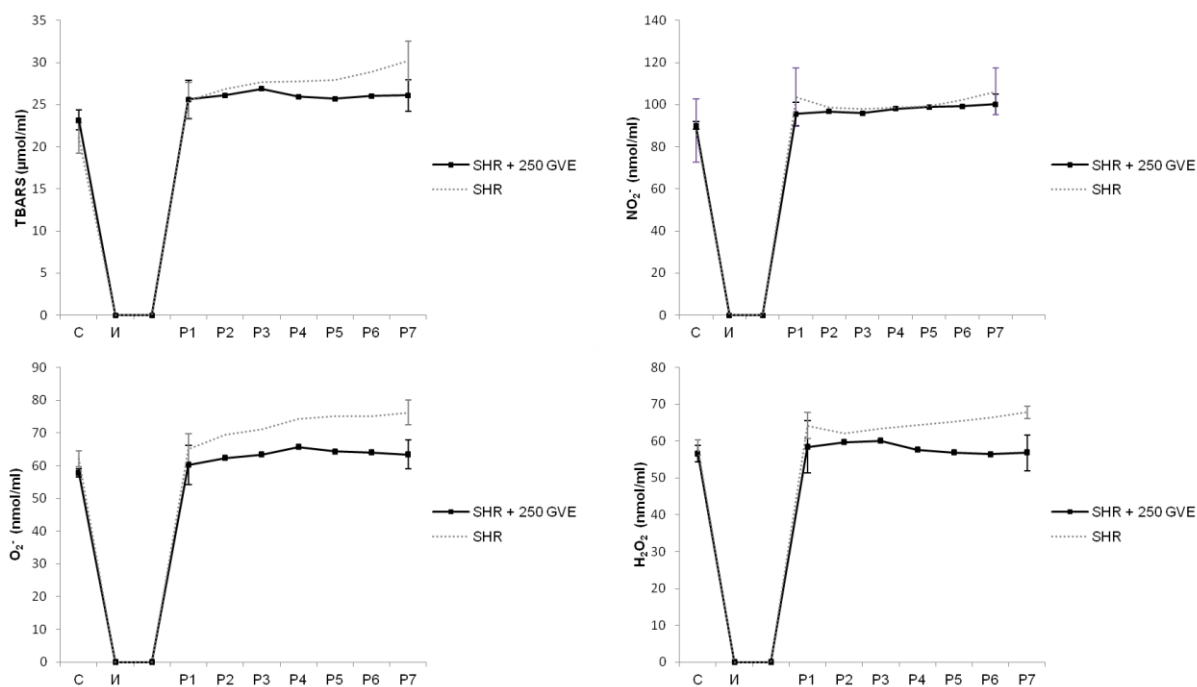 35
30
25
20
15
10
5
0
TBARS (µmol/ml)
С И P1 P2 P3 P4 P5 P6 P7
SHR + 250 GVE
SHR
140
120
100
80
60
40
20
0
NO₂⁻ (nmol/ml)
С И P1 P2 P3 P4 P5 P6 P7
SHR + 250 GVE
SHR
90
80
70
60
50
40
30
20
10
0
O₂⁻ (nmol/ml)
С И P1 P2 P3 P4 P5 P6 P7
SHR + 250 GVE
SHR
80
70
60
50
40
30
20
10
0
H₂O₂ (nmol/ml)
С И P1 P2 P3 P4 P5 P6 P7
SHR + 250 GVE
SHR